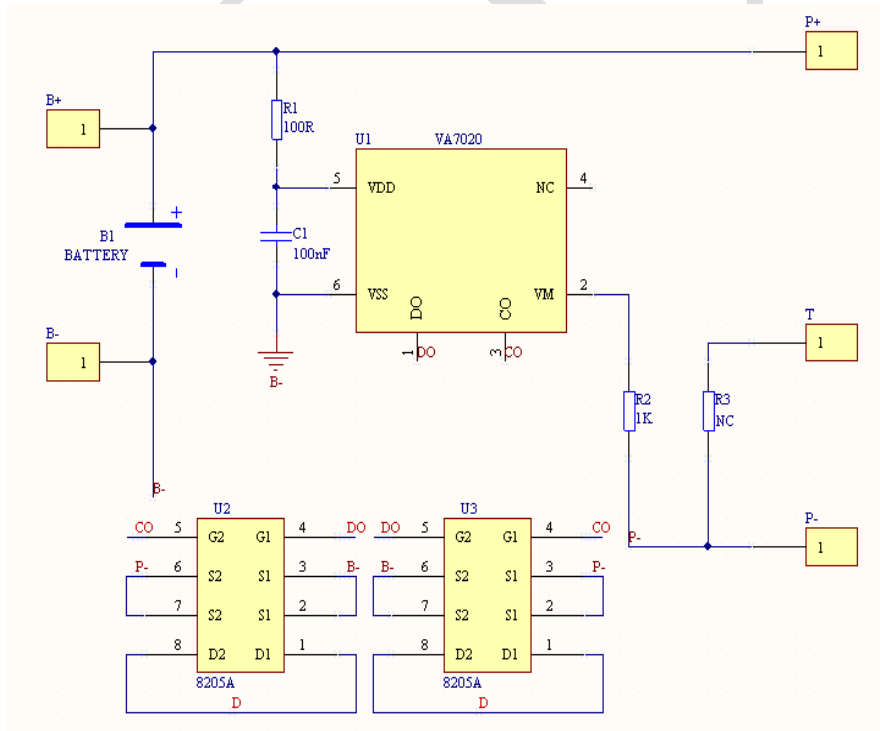 P+
1
B+
1
R1
100R
U1 VA7020
5 VDD NC 4
B1
BATTERY
+
-
C1
100nF
6 VSS DO CO VM 2
1 DO 3 CO
B-
T
1
B-
1
R2
1K
R3
NC
B-
U2 U3
P-
1
P-
CO 5 G2 G1 4 DO DO 5 G2 G1 4 CO
P- 6 S2 S1 3 B- B- 6 S2 S1 3 P-
7 S2 S1 2 7 S2 S1 2
8 D2 D1 1 8 D2 D1 1
8205A 8205A
D D